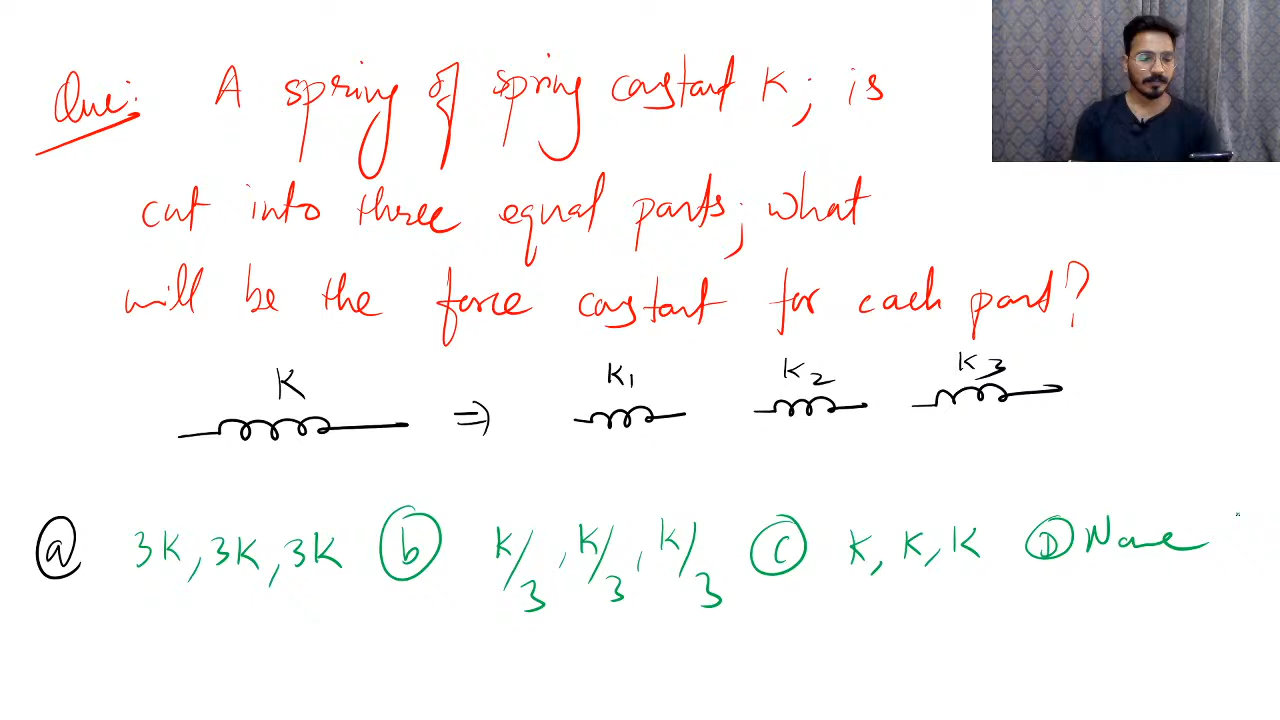 Que: A spring of spring constant K; is
cut into three equal parts; what
will be the force constant for each part?
K ⇒ K1 K2 K3
(a) 3K, 3K, 3K (b) K/3, K/3, K/3 (c) K, K, K (D) None